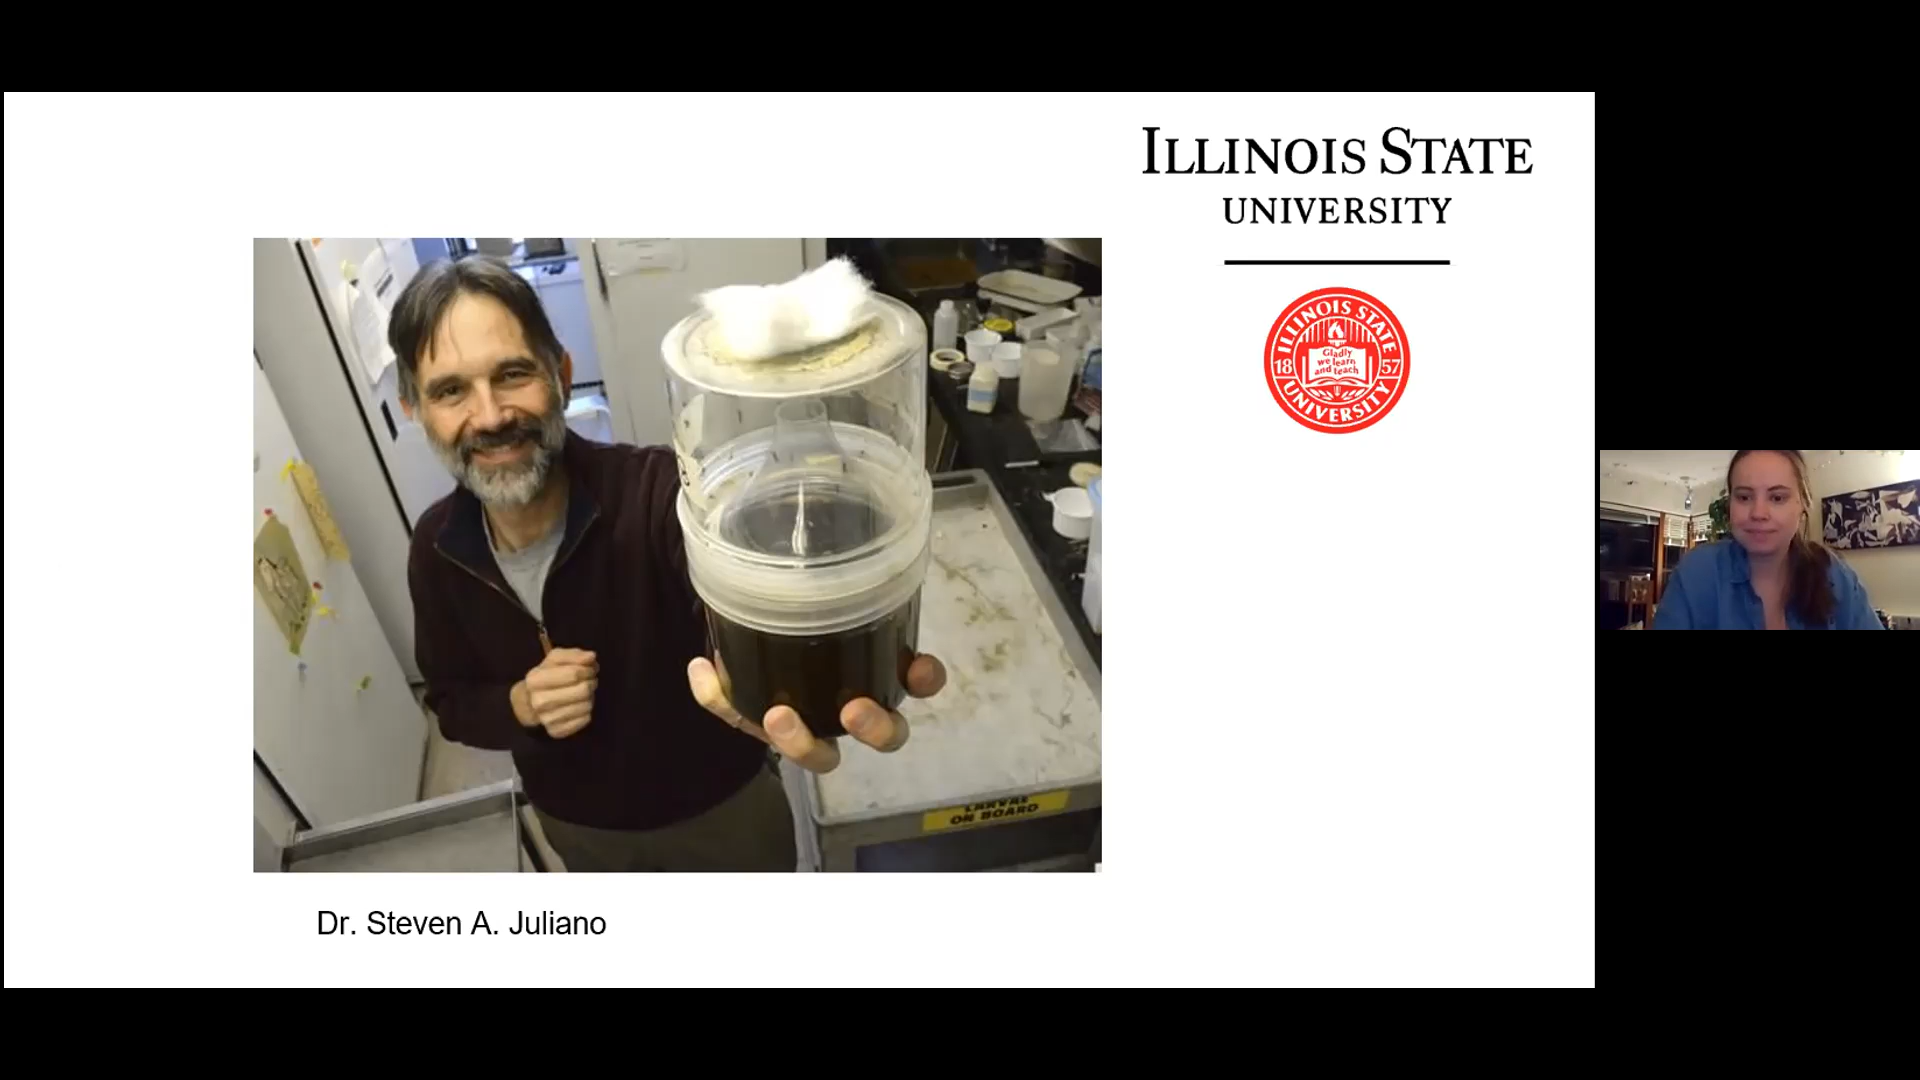 ILLINOIS STATE
UNIVERSITY
ILLINOIS STATE
18 57
Gladly
we learn
and teach
UNIVERSITY
LARVAE
ON BOARD
Dr. Steven A. Juliano